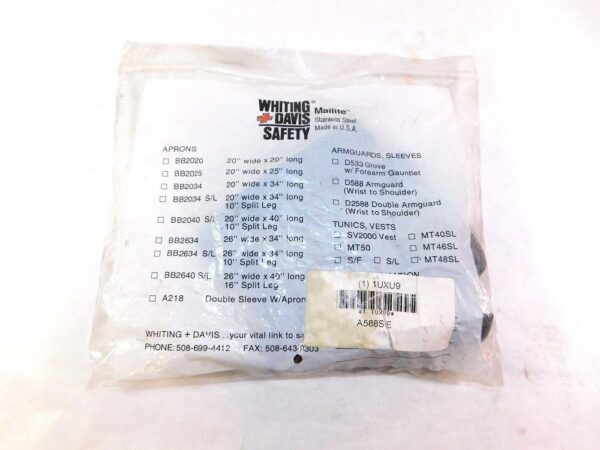 WHITING
+ DAVIS
SAFETY
Mailite™
Stainless Steel
Made in U.S.A.
APRONS
BB2020 20" wide x 20" long
BB2025 20" wide x 25" long
BB2034 20" wide x 34" long
BB2034 S/L 20" wide x 34" long
10" Split Leg
BB2040 S/L 20" wide x 40" long
10" Split Leg
BB2634 26" wide x 34" long
BB2634 S/L 26" wide x 34" long
10" Split Leg
BB2640 S/L 26" wide x 40" long
16" Split Leg
A218 Double Sleeve W/Apron
ARMGUARDS, SLEEVES
D533 Glove
w/ Forearm Gauntlet
D588 Armguard
(Wrist to Shoulder)
D2588 Double Armguard
(Wrist to Shoulder)
TUNICS, VESTS
SV2000 Vest MT40SL
MT50 MT46SL
S/F S/L MT48SL
(1) 1UXU9
A588S
WHITING + DAVIS...your vital link to
PHONE: 508-699-4412 FAX: 508-643-9303